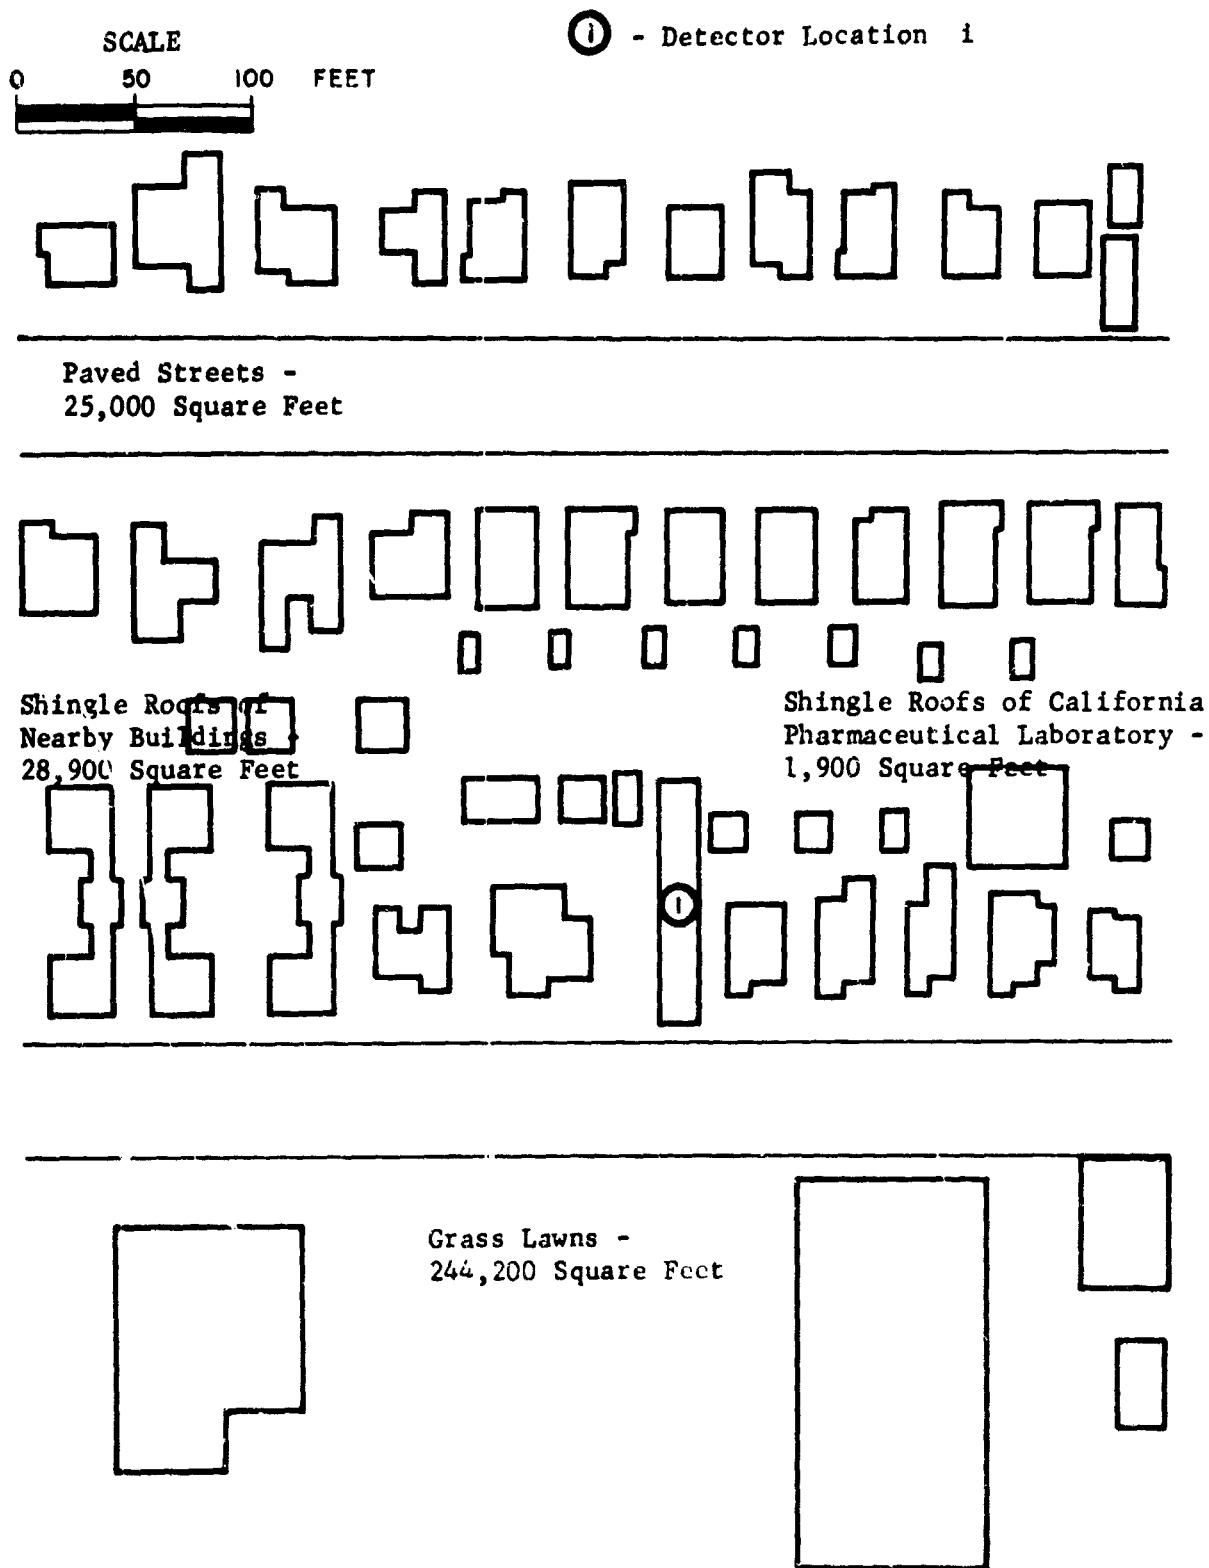 ⓘ - Detector Location i
SCALE
0 50 100 FEET
Paved Streets -
25,000 Square Feet
Shingle Roofs of
Nearby Buildings -
28,900 Square Feet
Shingle Roofs of California
Pharmaceutical Laboratory -
1,900 Square Feet
1
Grass Lawns -
244,200 Square Feet